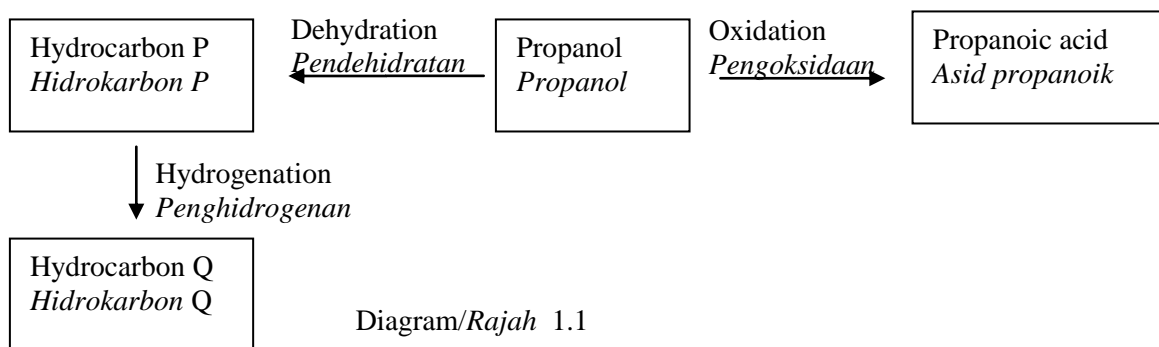 Hydrocarbon P
Hidrokarbon P
Dehydration
Pendehidratan
Propanol
Propanol
Oxidation
Pengoksidaan
Propanoic acid
Asid propanoik
Hydrogenation
Penghidrogenan
Hydrocarbon Q
Hidrokarbon Q
Diagram/Rajah 1.1